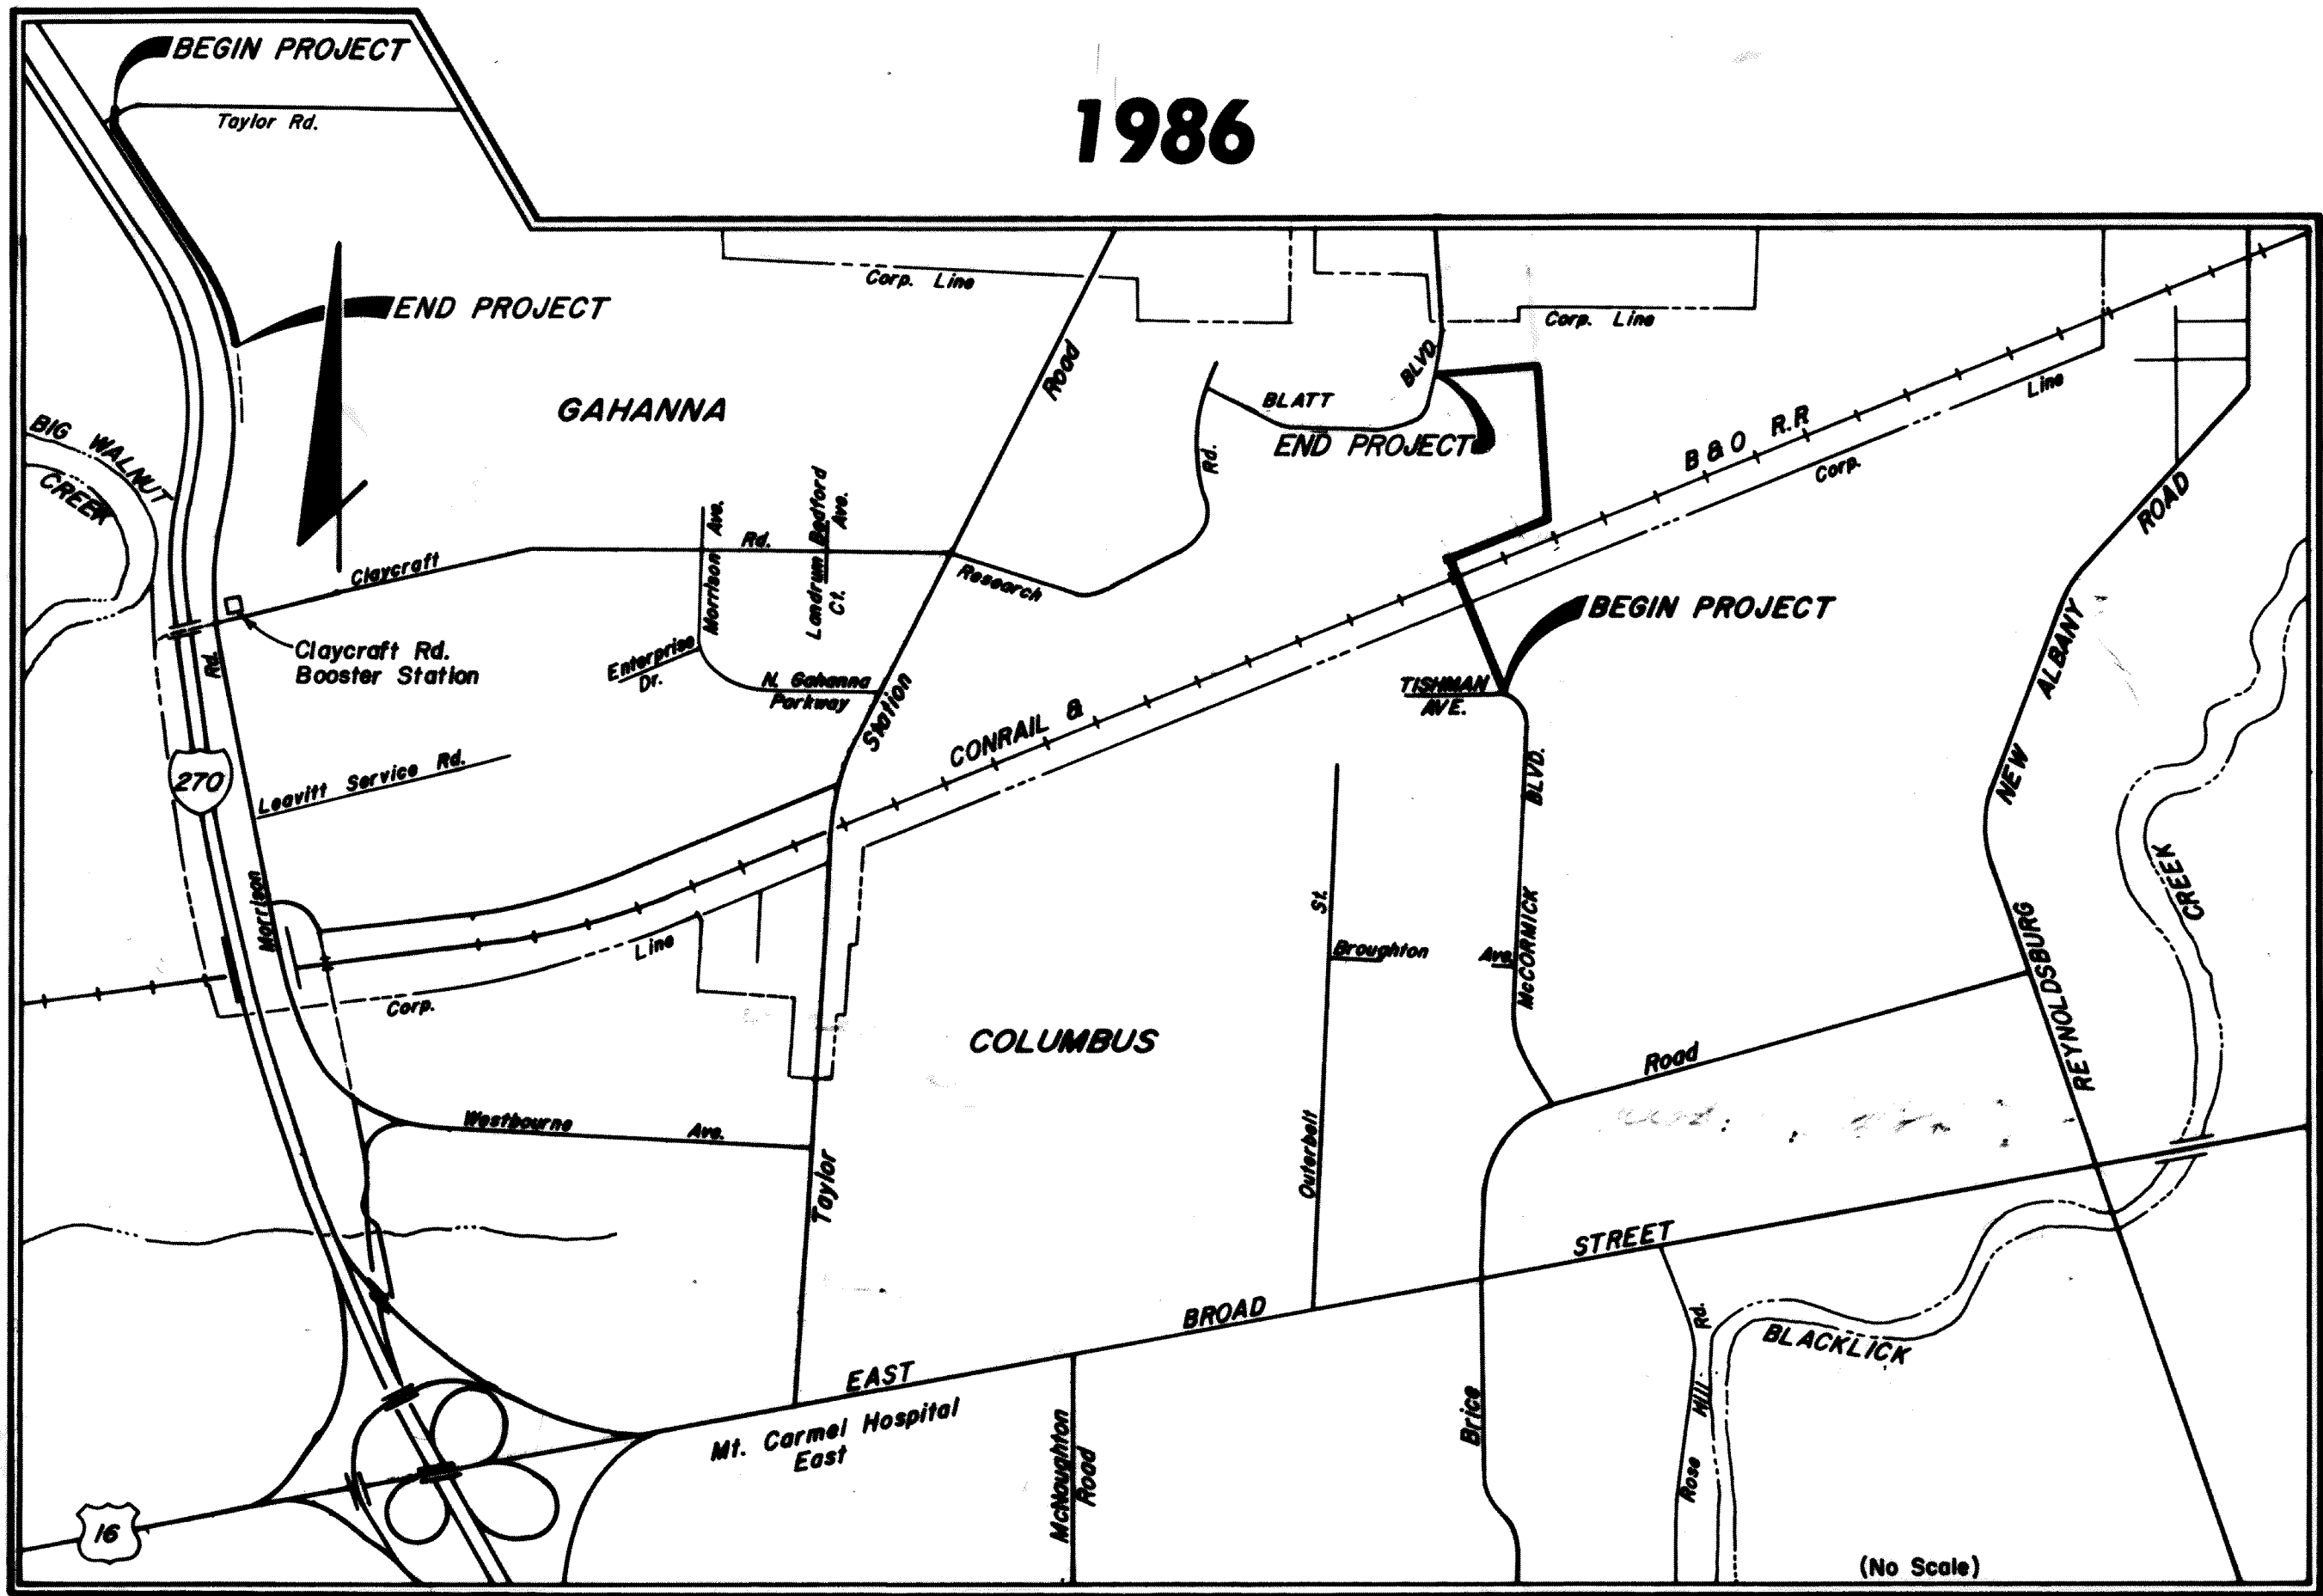 BEGIN PROJECT
Taylor Rd.
1986
Corp. Line
END PROJECT
Corp. Line
Road
BLVD.
GAHANNA
BLATT
Line
END PROJECT
B & O R.R
Corp.
BIG WALNUT
CREEK
Rd.
ROAD
Morrison Ave.
Rd.
Landrum Bedford
Ct. Ave.
Claycraft
Research
BEGIN PROJECT
Claycraft Rd.
Booster Station
Rd.
Enterprise
Dr.
N. Gahanna
Parkway
Station
TISHMAN
AVE.
ALBANY
NEW
CONRAIL &
270
Leavitt Service Rd.
BLVD.
Morrison
St.
McCORMICK
CREEK
Line
Broughton Ave.
REYNOLDSBURG
Corp.
COLUMBUS
Road
Westbourne Ave.
Outerbelt
Taylor
STREET
BROAD
Rd.
BLACKLICK
EAST
Mt. Carmel Hospital
East
McNaughton
Road
Brice
Mill
Rose
16
(No Scale)